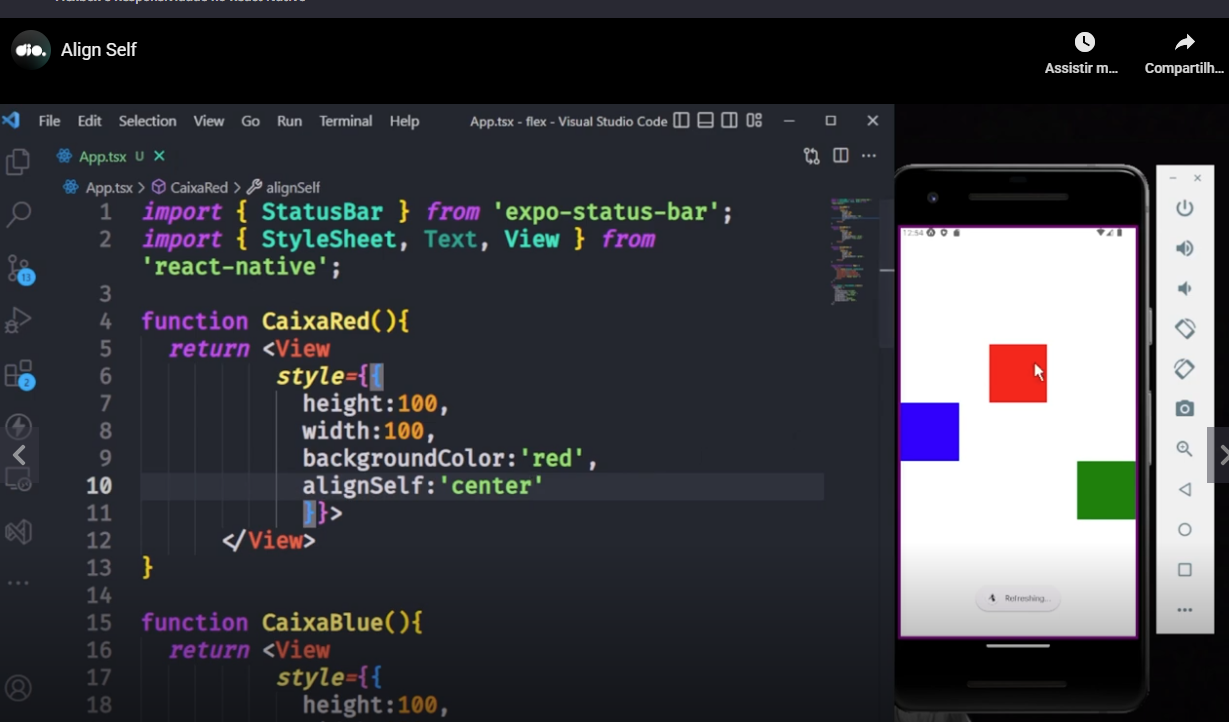 dio.
Align Self
Assistir m...
Compartilh...
File Edit Selection View Go Run Terminal Help
App.tsx - flex - Visual Studio Code
App.tsx U
App.tsx > CaixaRed > alignSelf
1 import { StatusBar } from 'expo-status-bar';
2 import { StyleSheet, Text, View } from
'react-native';
3
4 function CaixaRed(){
5 return <View
6 style={{
7 height:100,
8 width:100,
9 backgroundColor:'red',
10 alignSelf:'center'
11 }}>
12 </View>
13 }
14
15 function CaixaBlue(){
16 return <View
17 style={{
18 height:100,
11
2
12:54
Refreshing...